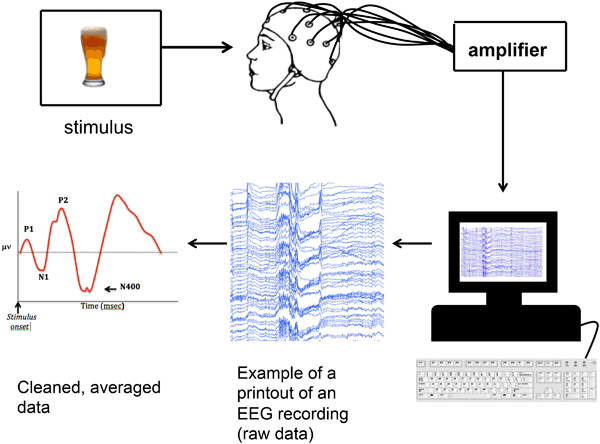 amplifier
stimulus
P1
P2
μv
N1
N400
Time (msec)
Stimulus
onset
Cleaned, averaged
data
Example of a
printout of an
EEG recording
(raw data)